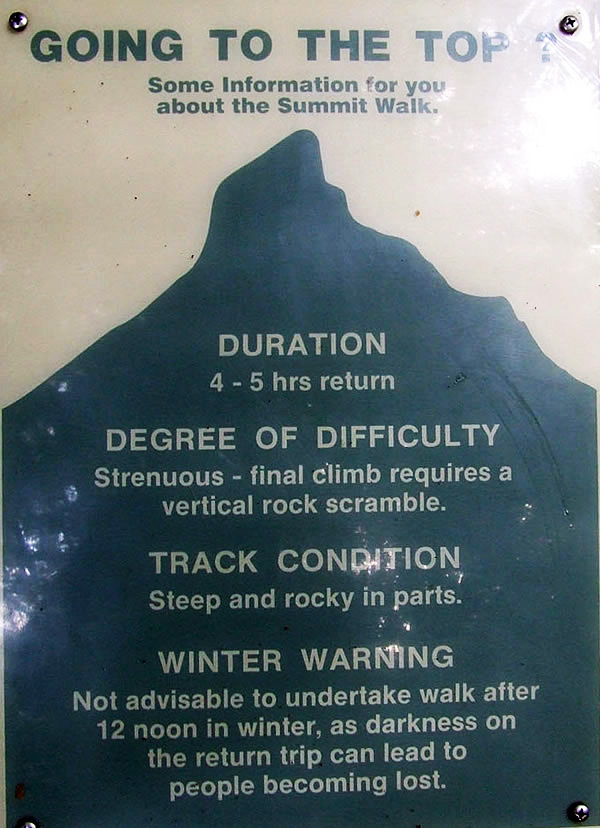 GOING TO THE TOP ?
Some Information for you
about the Summit Walk.
DURATION
4 - 5 hrs return
DEGREE OF DIFFICULTY
Strenuous - final climb requires a
vertical rock scramble.
TRACK CONDITION
Steep and rocky in parts.
WINTER WARNING
Not advisable to undertake walk after
12 noon in winter, as darkness on
the return trip can lead to
people becoming lost.